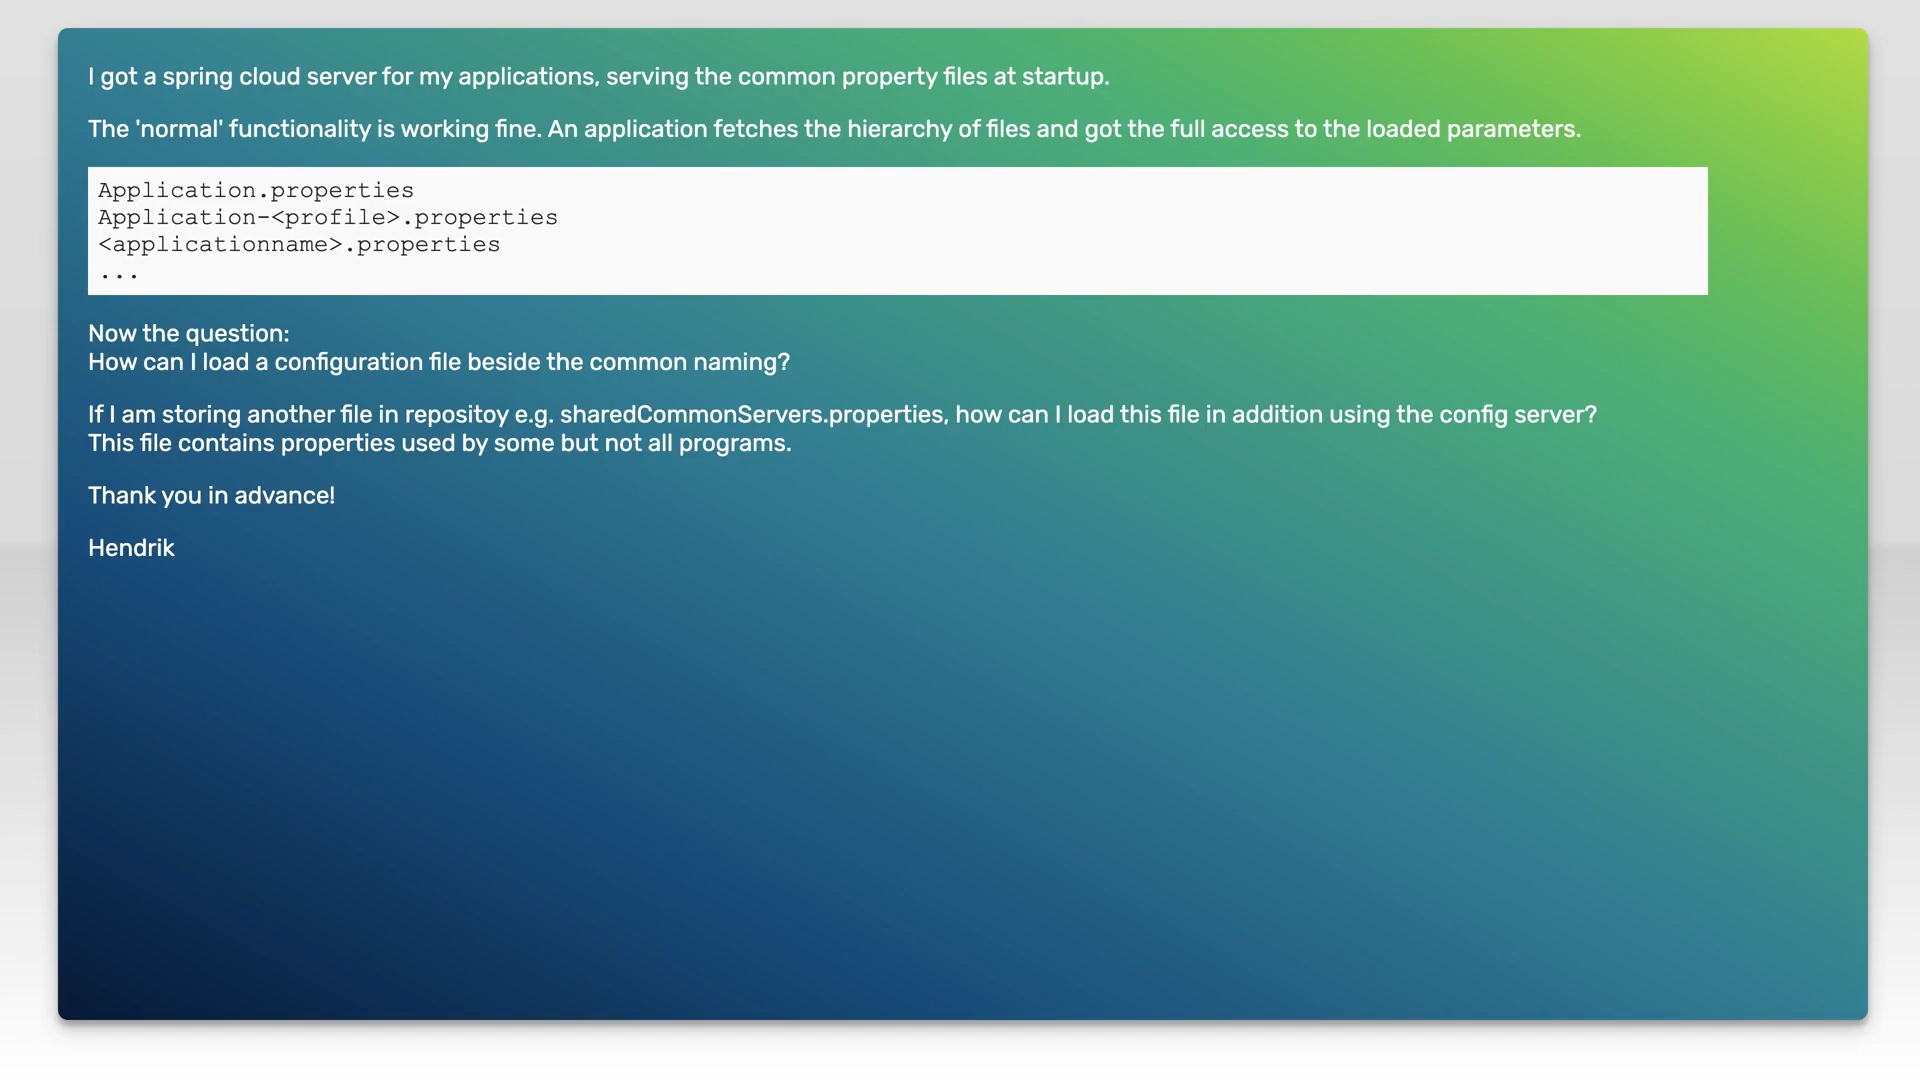 I got a spring cloud server for my applications, serving the common property files at startup.
The 'normal' functionality is working fine. An application fetches the hierarchy of files and got the full access to the loaded parameters.
Application.properties
Application-<profile>.properties
<applicationname>.properties
...
Now the question:
How can I load a configuration file beside the common naming?
If I am storing another file in repositoy e.g. sharedCommonServers.properties, how can I load this file in addition using the config server?
This file contains properties used by some but not all programs.
Thank you in advance!
Hendrik